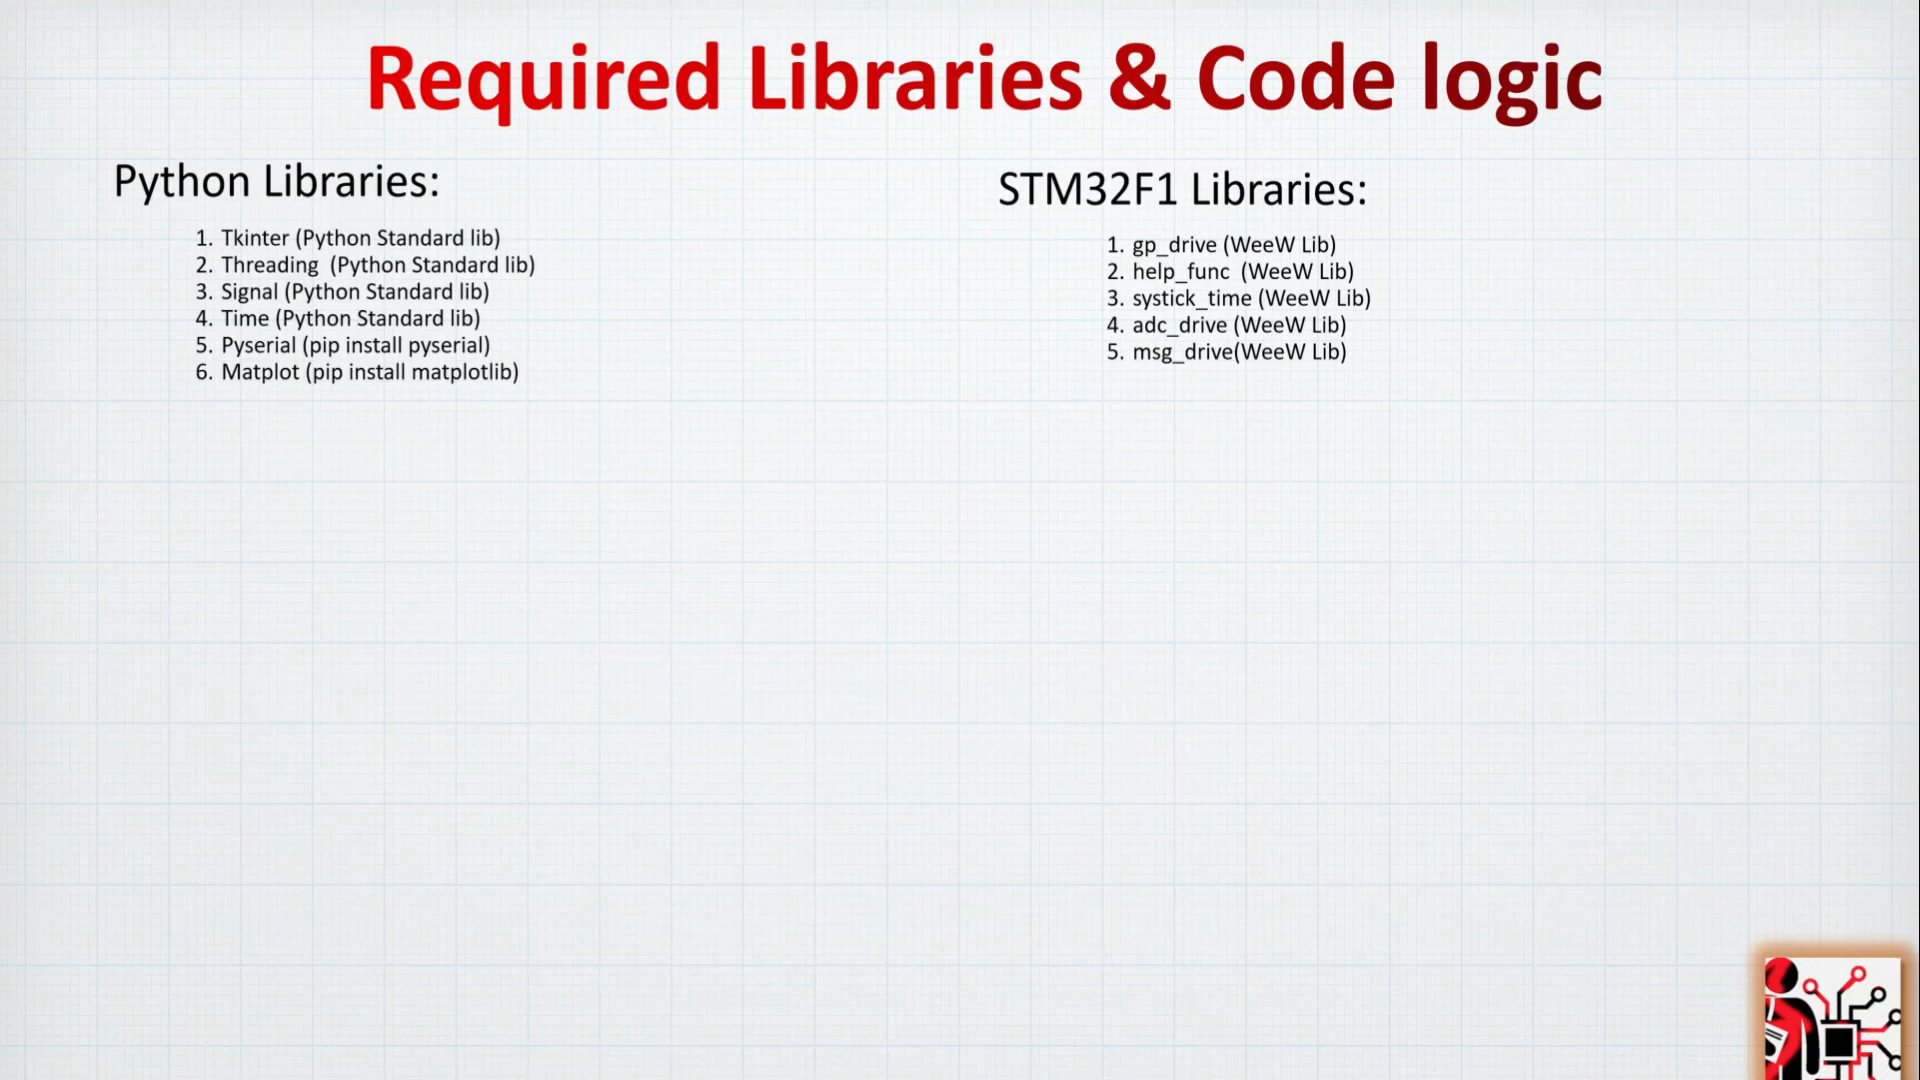 Required Libraries & Code logic
Python Libraries:
1. Tkinter (Python Standard lib)
2. Threading  (Python Standard lib)
3. Signal (Python Standard lib)
4. Time (Python Standard lib)
5. Pyserial (pip install pyserial)
6. Matplot (pip install matplotlib)
STM32F1 Libraries:
1. gp_drive (WeeW Lib)
2. help_func  (WeeW Lib)
3. systick_time (WeeW Lib)
4. adc_drive (WeeW Lib)
5. msg_drive(WeeW Lib)